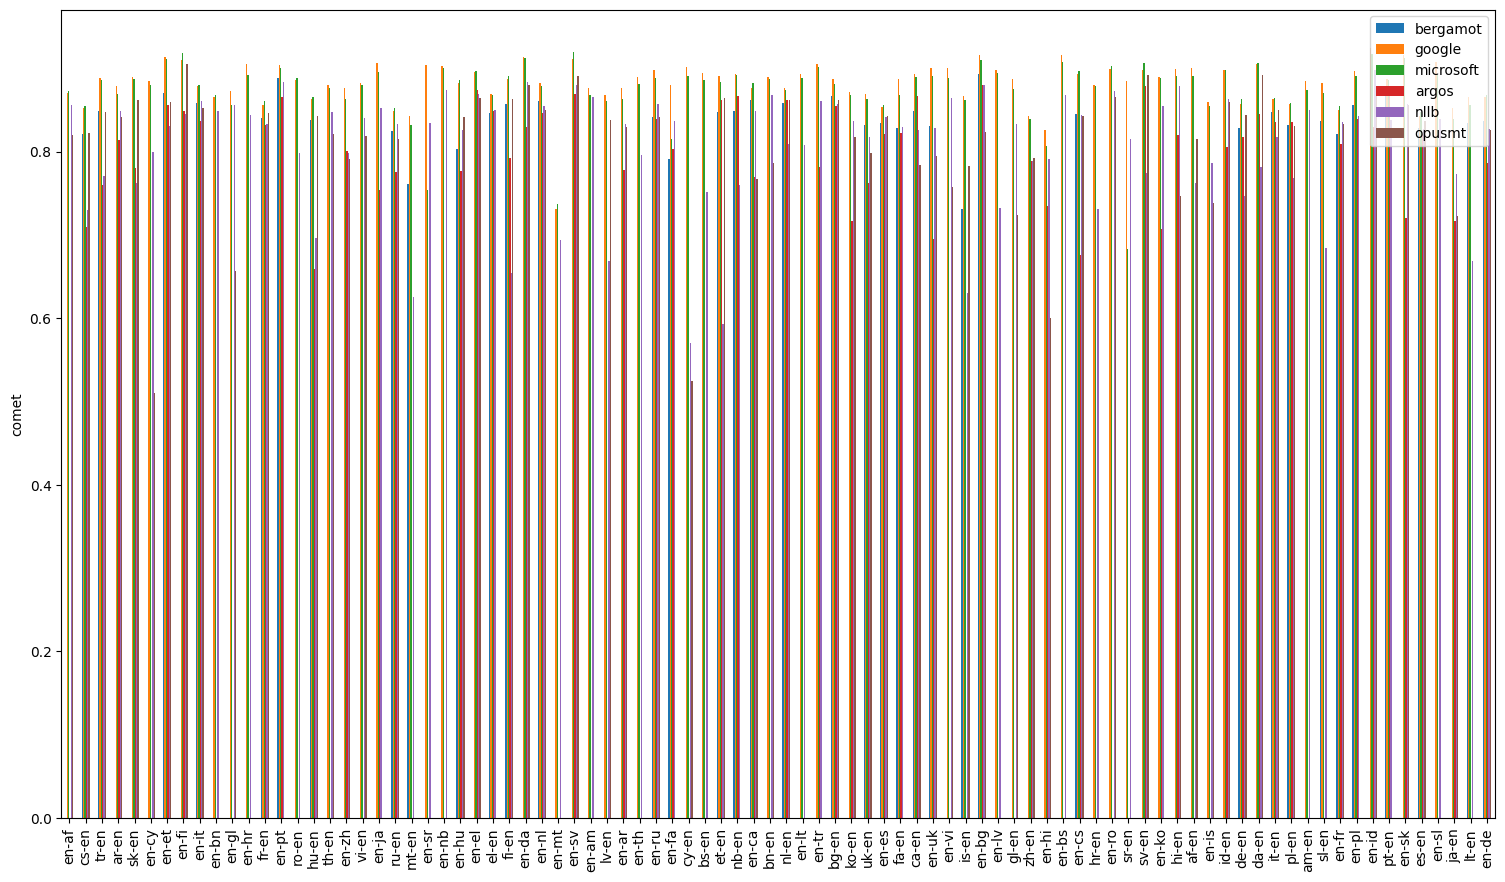 bergamot
google
microsoft
argos
nllb
opusmt
comet
0.8
0.6
0.4
0.2
0.0
en-af
cs-en
tr-en
ar-en
sk-en
en-cy
en-et
en-fi
en-it
en-bn
en-gl
en-hr
fr-en
en-pt
ro-en
hu-en
th-en
en-zh
vi-en
en-ja
ru-en
mt-en
en-sr
en-nb
en-hu
en-el
el-en
fi-en
en-da
en-nl
en-mt
en-sv
en-am
lv-en
en-ar
en-th
en-ru
en-fa
cy-en
bs-en
et-en
nb-en
en-ca
bn-en
nl-en
en-lt
en-tr
bg-en
ko-en
uk-en
en-es
fa-en
ca-en
en-uk
en-vi
is-en
en-bg
en-lv
gl-en
zh-en
en-hi
en-bs
en-cs
hr-en
en-ro
sr-en
sv-en
en-ko
hi-en
af-en
en-is
id-en
de-en
da-en
it-en
pl-en
am-en
sl-en
en-fr
en-pl
en-id
pt-en
en-sk
es-en
en-sl
ja-en
lt-en
en-de